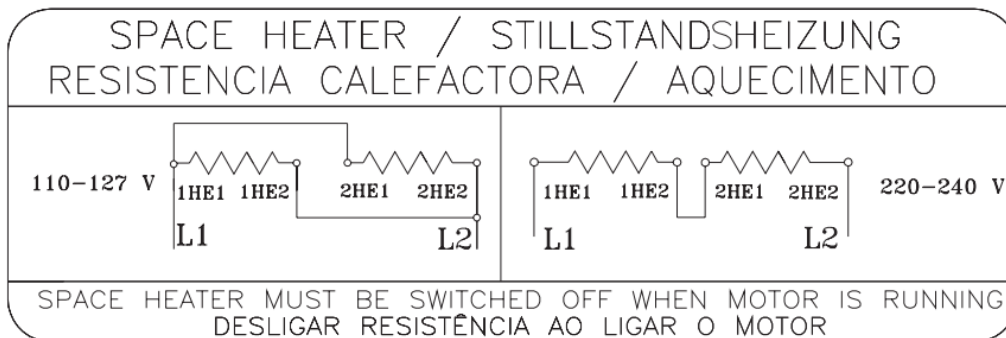 SPACE HEATER / STILLSTANDSHEIZUNG
RESISTENCIA CALEFACTORA / AQUECIMENTO
110-127 V
1HE1 1HE2 2HE1 2HE2
L1 L2
1HE1 1HE2 2HE1 2HE2
220-240 V
L1 L2
SPACE HEATER MUST BE SWITCHED OFF WHEN MOTOR IS RUNNING
DESLIGAR RESISTÊNCIA AO LIGAR O MOTOR